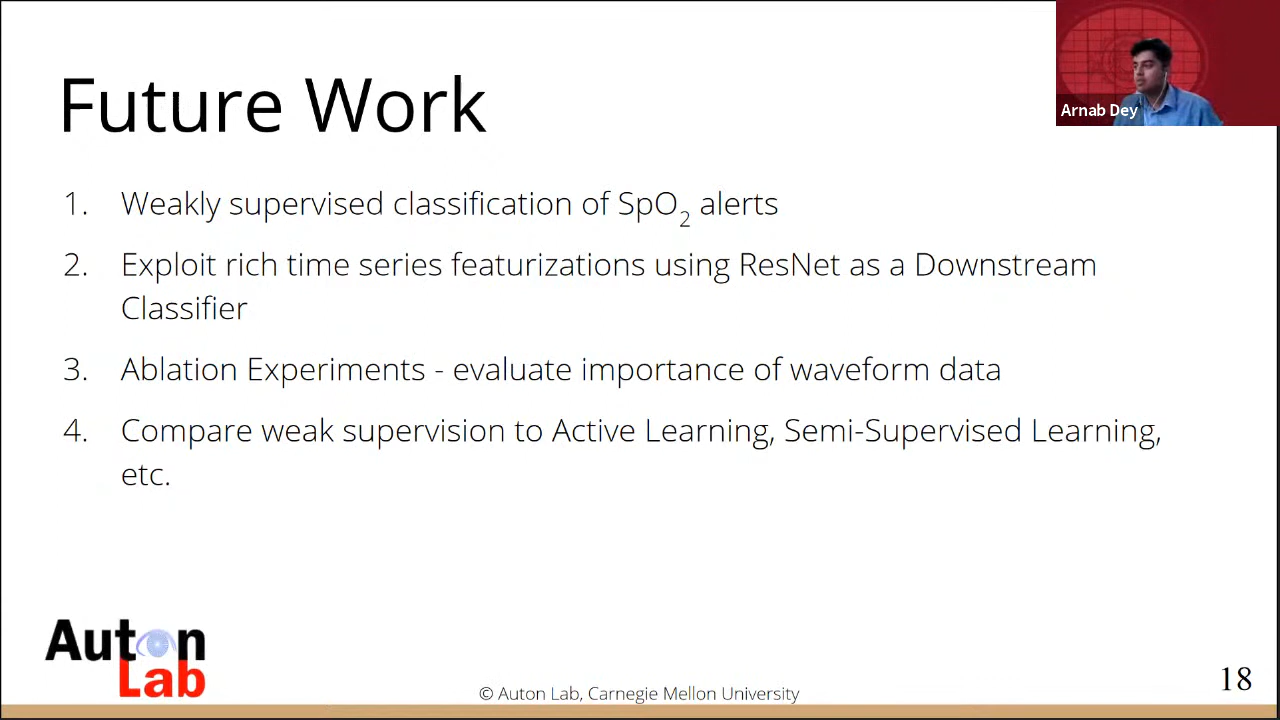 Future Work
Arnab Dey
1. Weakly supervised classification of SpO₂ alerts
2. Exploit rich time series featurizations using ResNet as a Downstream
Classifier
3. Ablation Experiments - evaluate importance of waveform data
4. Compare weak supervision to Active Learning, Semi-Supervised Learning,
etc.
Auton
Lab
© Auton Lab, Carnegie Mellon University
18